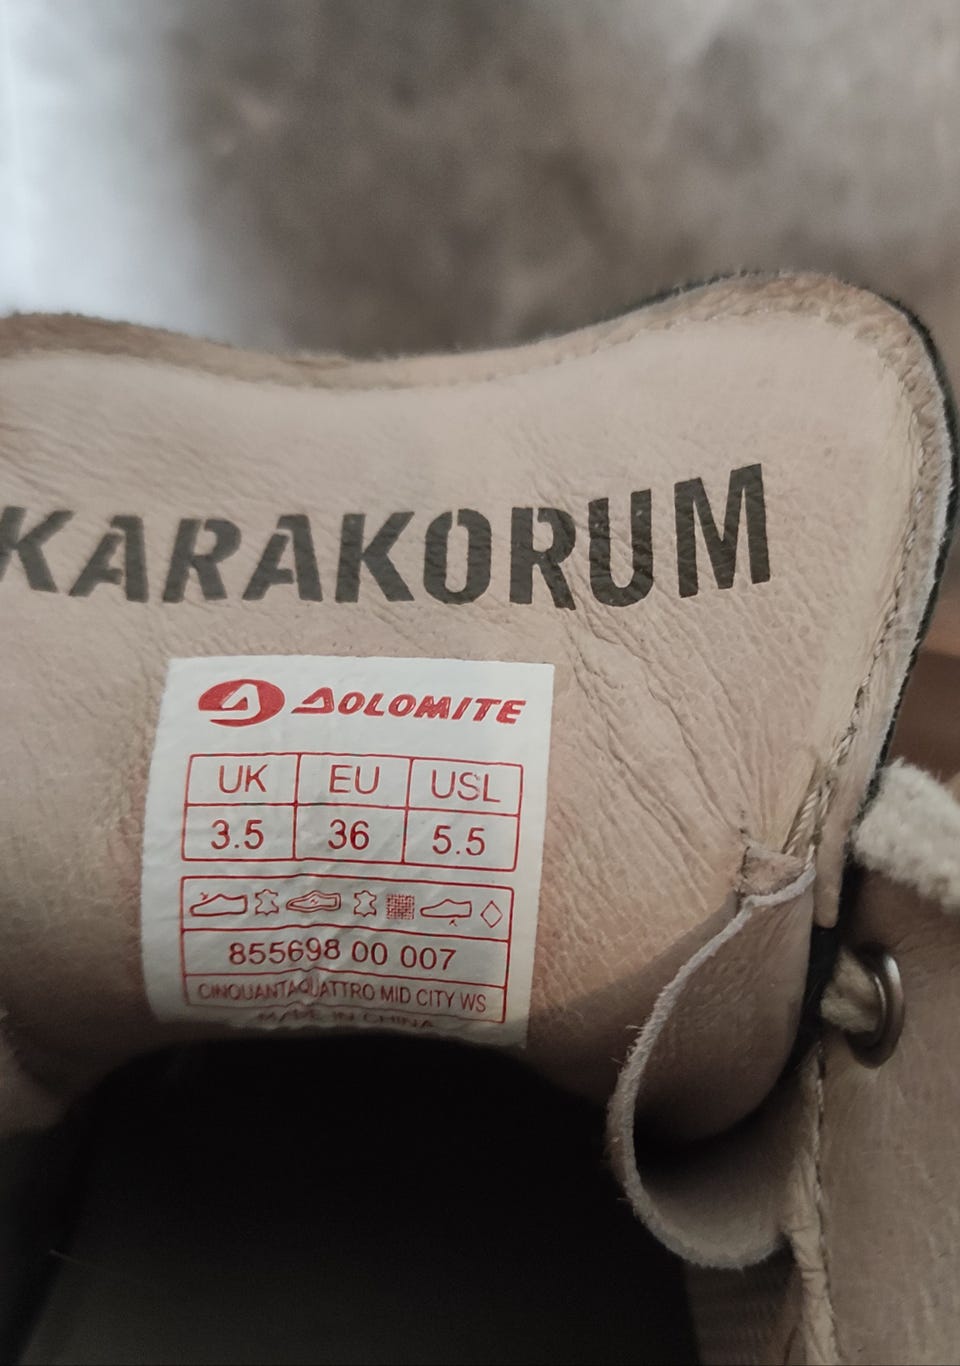 KARAKORUM
DOLOMITE
UK EU USL
3.5 36 5.5
855698 00 007
CINQUANTAQUATTRO MID CITY WS
MADE IN CHINA